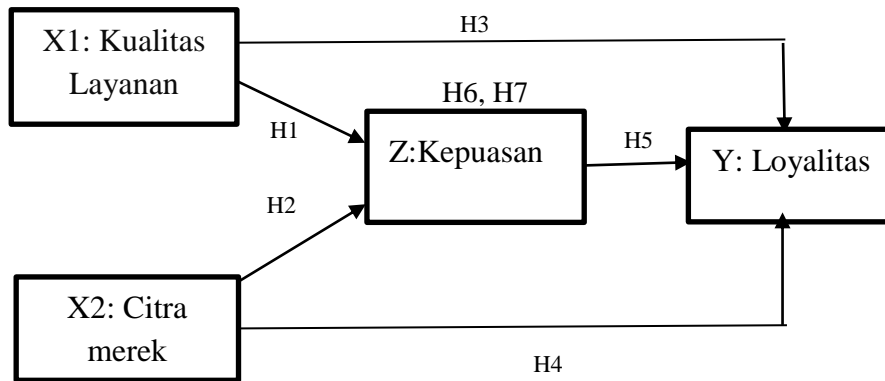 X1: Kualitas
Layanan
H3
H6, H7
H1
Z:Kepuasan
H5
Y: Loyalitas
H2
X2: Citra
merek
H4